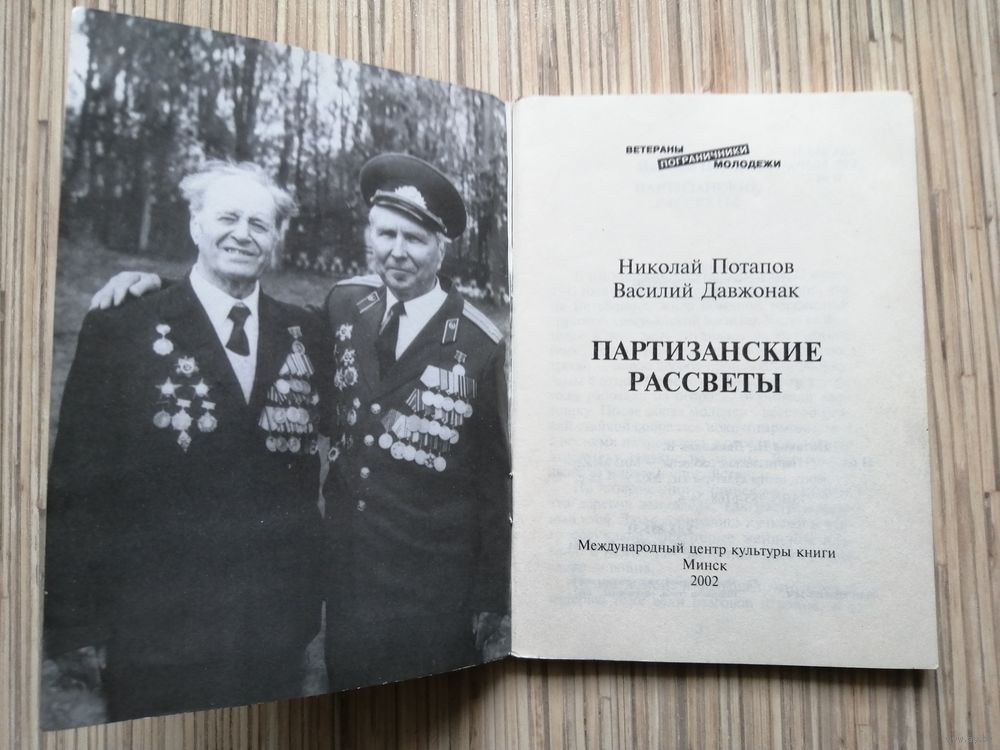 ВЕТЕРАНЫ
ПОГРАНИЧНИКИ
МОЛОДЕЖИ
Николай Потапов
Василий Давжонак
ПАРТИЗАНСКИЕ
РАССВЕТЫ
Международный центр культуры книги
Минск
2002